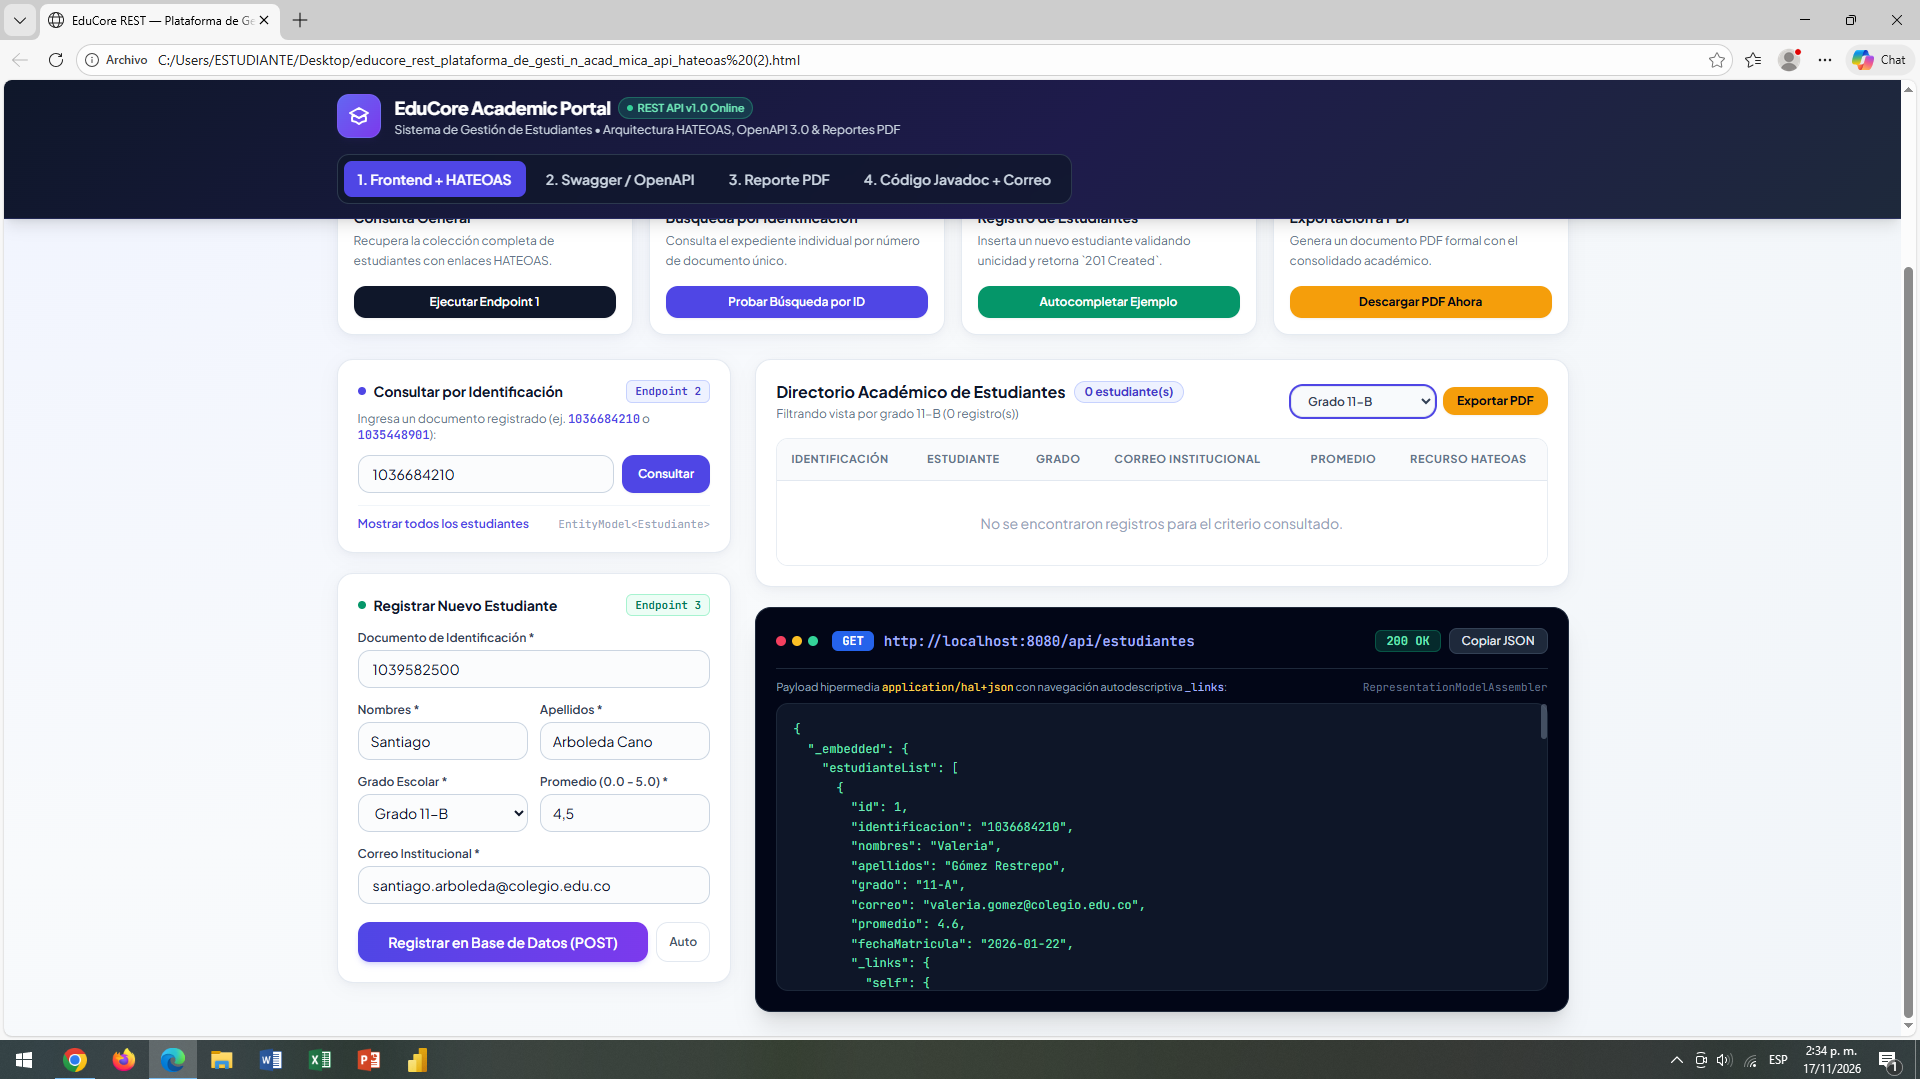 EduCore REST — Plataforma de Ge
Archivo
C:/Users/ESTUDIANTE/Desktop/educore_rest_plataforma_de_gesti_n_acad_mica_api_hateoas%20(2).html
Chat
EduCore Academic Portal
REST API v1.0 Online
Sistema de Gestión de Estudiantes • Arquitectura HATEOAS, OpenAPI 3.0 & Reportes PDF
1. Frontend + HATEOAS
2. Swagger / OpenAPI
3. Reporte PDF
4. Código Javadoc + Correo
Consulta General
Recupera la colección completa de
estudiantes con enlaces HATEOAS.
Ejecutar Endpoint 1
Búsqueda por Identificación
Consulta el expediente individual por número
de documento único.
Probar Búsqueda por ID
Registro de Estudiantes
Inserta un nuevo estudiante validando
unicidad y retorna `201 Created`.
Autocompletar Ejemplo
Exportación a PDF
Genera un documento PDF formal con el
consolidado académico.
Descargar PDF Ahora
Consultar por Identificación
Endpoint 2
Ingresa un documento registrado (ej. 1036684210 o
1035448901):
1036684210
Consultar
Mostrar todos los estudiantes
EntityModel<Estudiante>
Registrar Nuevo Estudiante
Endpoint 3
Documento de Identificación *
1039582500
Nombres *
Apellidos *
Santiago
Arboleda Cano
Grado Escolar *
Promedio (0.0 - 5.0) *
Grado 11-B
4,5
Correo Institucional *
santiago.arboleda@colegio.edu.co
Registrar en Base de Datos (POST)
Auto
Directorio Académico de Estudiantes
0 estudiante(s)
Filtrando vista por grado 11-B (0 registro(s))
Grado 11-B
Exportar PDF
IDENTIFICACIÓN
ESTUDIANTE
GRADO
CORREO INSTITUCIONAL
PROMEDIO
RECURSO HATEOAS
No se encontraron registros para el criterio consultado.
GET
http://localhost:8080/api/estudiantes
200 OK
Copiar JSON
Payload hipermedia application/hal+json con navegación autodescriptiva _links:
RepresentationModelAssembler
{
"_embedded": {
"estudianteList": [
{
"id": 1,
"identificacion": "1036684210",
"nombres": "Valeria",
"apellidos": "Gómez Restrepo",
"grado": "11-A",
"correo": "valeria.gomez@colegio.edu.co",
"promedio": 4.6,
"fechaMatricula": "2026-01-22",
"_links": {
"self": {
ESP
2:34 p. m.
17/11/2026
1